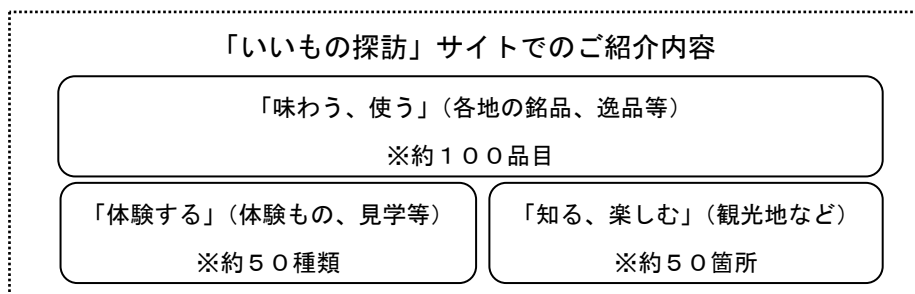 「いいもの探訪」サイトでのご紹介内容
「味わう、使う」（各地の銘品、逸品等）
※約１００品目
「体験する」（体験もの、見学等）
※約５０種類
「知る、楽しむ」（観光地など）
※約５０箇所